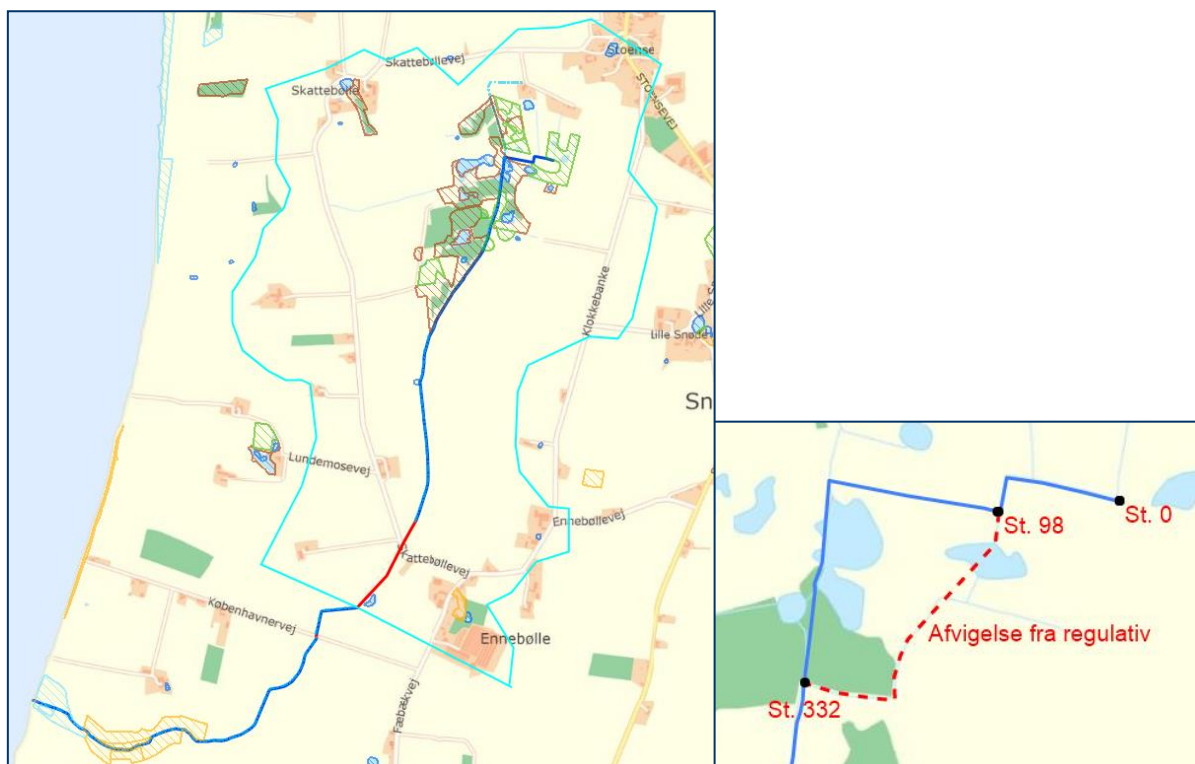 Skattebøllevej
Stoense
Skattebølle
STOENSEVEJ
Klokkebanke
Lille Snøde
Sn
Lundemosevej
Ennebøllevej
Fattebøllevej
Københavnervej
Ennebølle
Fæbækvej
St. 98
St. 0
Afvigelse fra regulativ
St. 332